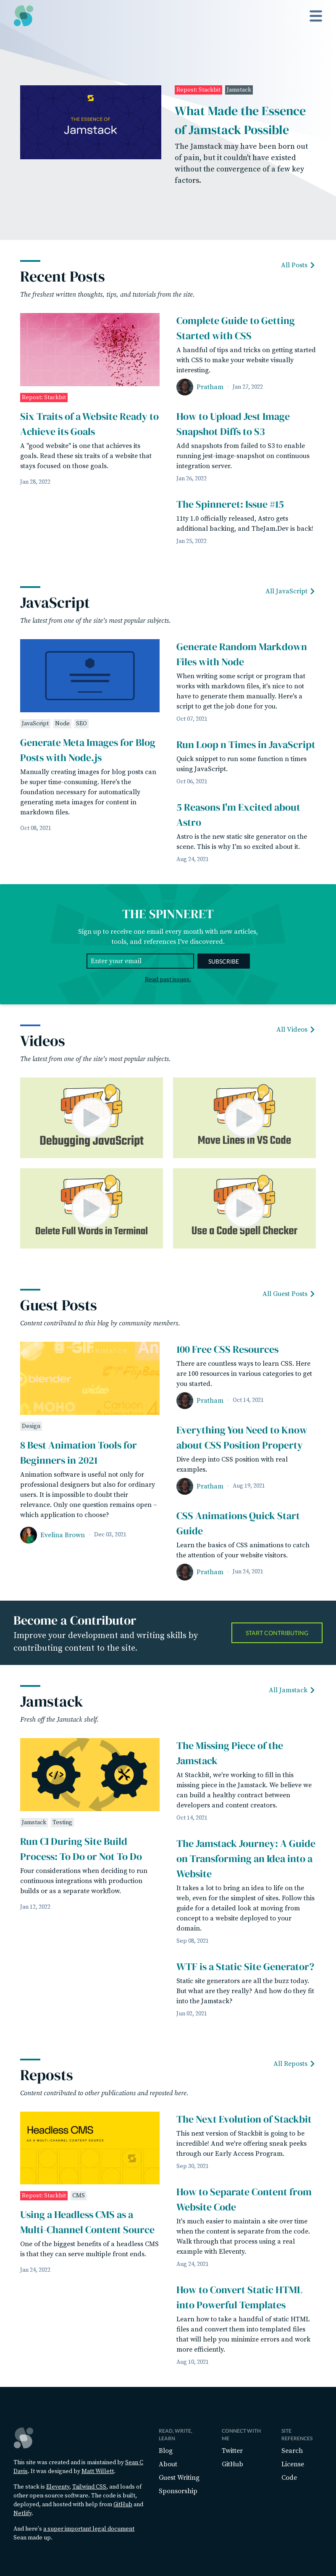 Repost: Stackbit Jamstack
What Made the Essence
of Jamstack Possible
The Jamstack may have been born out
of pain, but it couldn't have existed
without the convergence of a few key
factors.
THE ESSENCE OF
Jamstack
All Posts
Recent Posts
The freshest written thoughts, tips, and tutorials from the site.
Repost: Stackbit
Six Traits of a Website Ready to
Achieve its Goals
A "good website" is one that achieves its
goals. Read these six traits of a website that
stays focused on those goals.
Jan 28, 2022
Complete Guide to Getting
Started with CSS
A handful of tips and tricks on getting started
with CSS to make your website visually
interesting.
Pratham · Jan 27, 2022
How to Upload Jest Image
Snapshot Diffs to S3
Add snapshots from failed to S3 to enable
running jest-image-snapshot on continuous
integration server.
Jan 26, 2022
The Spinneret: Issue #15
11ty 1.0 officially released, Astro gets
additional backing, and TheJam.Dev is back!
Jan 25, 2022
All JavaScript
JavaScript
The latest from one of the site's most popular subjects.
JavaScript Node SEO
Generate Meta Images for Blog
Posts with Node.js
Manually creating images for blog posts can
be super time-consuming. Here's the
foundation necessary for automatically
generating meta images for content in
markdown files.
Oct 08, 2021
Generate Random Markdown
Files with Node
When writing some script or program that
works with markdown files, it's nice to not
have to generate them manually. Here's a
script to get the job done for you.
Oct 07, 2021
Run Loop n Times in JavaScript
Quick snippet to run some function n times
using JavaScript.
Oct 06, 2021
5 Reasons I'm Excited about
Astro
Astro is the new static site generator on the
scene. This is why I'm so excited about it.
Aug 24, 2021
THE SPINNERET
Sign up to receive one email every month with new articles,
tools, and references I've discovered.
Enter your email SUBSCRIBE
Read past issues.
All Videos
Videos
The latest from one of the site's most popular subjects.
Debugging JavaScript
Move Lines in VS Code
Delete Full Words in Terminal
Use a Code Spell Checker
All Guest Posts
Guest Posts
Content contributed to this blog by community members.
blender
video
MOHO
Design
8 Best Animation Tools for
Beginners in 2021
Animation software is useful not only for
professional designers but also for ordinary
users. It is impossible to doubt their
relevance. Only one question remains open –
which application to choose?
Evelina Brown · Dec 03, 2021
100 Free CSS Resources
There are countless ways to learn CSS. Here
are 100 resources in various categories to get
you started.
Pratham · Oct 14, 2021
Everything You Need to Know
about CSS Position Property
Dive deep into CSS position with real
examples.
Pratham · Aug 19, 2021
CSS Animations Quick Start
Guide
Learn the basics of CSS animations to catch
the attention of your website visitors.
Pratham · Jun 24, 2021
Become a Contributor
Improve your development and writing skills by
contributing content to the site.
START CONTRIBUTING
All Jamstack
Jamstack
Fresh off the Jamstack shelf.
Jamstack Testing
Run CI During Site Build
Process: To Do or Not To Do
Four considerations when deciding to run
continuous integrations with production
builds or as a separate workflow.
Jan 12, 2022
The Missing Piece of the
Jamstack
At Stackbit, we're working to fill in this
missing piece in the Jamstack. We believe we
can build a healthy contract between
developers and content creators.
Oct 14, 2021
The Jamstack Journey: A Guide
on Transforming an Idea into a
Website
It takes a lot to bring an idea to life on the
web, even for the simplest of sites. Follow this
guide for a detailed look at moving from
concept to a website deployed to your
domain.
Sep 08, 2021
WTF is a Static Site Generator?
Static site generators are all the buzz today.
But what are they really? And how do they fit
into the Jamstack?
Jun 02, 2021
All Reposts
Reposts
Content contributed to other publications and reposted here.
Headless CMS
AS A MULTI-CHANNEL CONTENT SOURCE
Repost: Stackbit CMS
Using a Headless CMS as a
Multi-Channel Content Source
One of the biggest benefits of a headless CMS
is that they can serve multiple front ends.
Jan 24, 2022
The Next Evolution of Stackbit
This next version of Stackbit is going to be
incredible! And we're offering sneak peeks
through our Early Access Program.
Sep 30, 2021
How to Separate Content from
Website Code
It's much easier to maintain a site over time
when the content is separate from the code.
Walk through that process using a real
example with Eleventy.
Aug 24, 2021
How to Convert Static HTML
into Powerful Templates
Learn how to take a handful of static HTML
files and convert them into templated files
that will help you minimize errors and work
more efficiently.
Aug 10, 2021
This site was created and is maintained by Sean C
Davis. It was designed by Matt Willett.
The stack is Eleventy, Tailwind CSS, and loads of
other open source software. The code is built,
deployed, and hosted with help from GitHub and
Netlify.
And here's a super important legal document
Sean made up.
READ, WRITE,
LEARN
Blog
About
Guest Writing
Sponsorship
CONNECT WITH
ME
Twitter
GitHub
SITE
REFERENCES
Search
License
Code